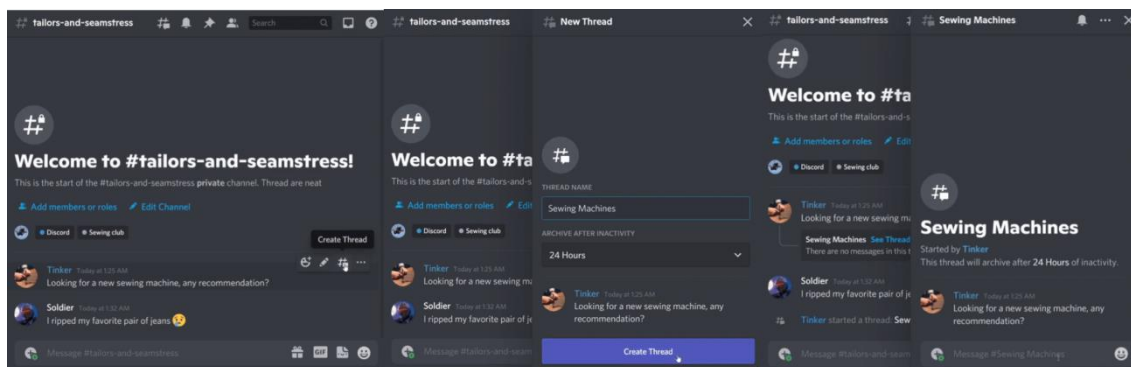 tailors-and-seamstress
Search
Welcome to #tailors-and-seamstress!
This is the start of the #tailors-and-seamstress private channel. Thread are neat
Add members or roles
Edit Channel
Discord
Sewing club
Create Thread
Tinker Today at 1:25 AM
Looking for a new sewing machine, any recommendation?
Soldier Today at 1:32 AM
I ripped my favorite pair of jeans
Message #tailors-and-seamstress
GIF
tailors-and-seamstress
Welcome to #ta
This is the start of the #tailors-and-s
Add members or roles
Edit
Discord
Sewing club
Tinker Today at 1:25 AM
Looking for a new sewing ma
Soldier Today at 1:32 AM
I ripped my favorite pair of je
Message #tailors-and-seam
New Thread
THREAD NAME
Sewing Machines
ARCHIVE AFTER INACTIVITY
24 Hours
Tinker Today at 1:25 AM
Looking for a new sewing machine, any
recommendation?
Create Thread
tailors-and-seamstress
Welcome to #ta
This is the start of the #tailors-and-s
Add members or roles
Edit
Discord
Sewing club
Tinker Today at 1:25 AM
Looking for a new sewing ma
Sewing Machines See Thread
There are no messages in this t
Soldier Today at 1:32 AM
I ripped my favorite pair of je
Tinker started a thread: Sew
Message #tailors-and-seam
Sewing Machines
Sewing Machines
Started by Tinker
This thread will archive after 24 Hours of inactivity.
Tinker Today at 1:25 AM
Looking for a new sewing machine, any
recommendation?
Message #Sewing Machines